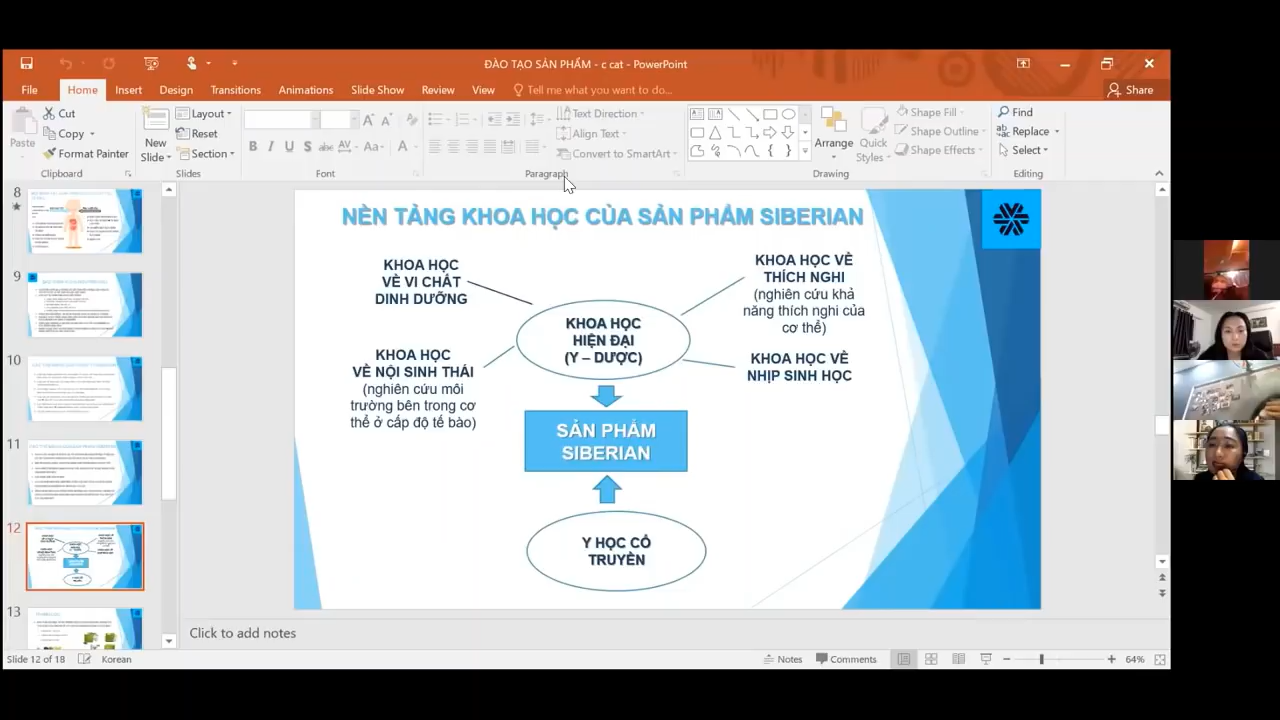 ĐÀO TẠO SẢN PHẨM - c cat - PowerPoint
File
Home
Insert
Design
Transitions
Animations
Slide Show
Review
View
Tell me what you want to do...
Share
Paste
Cut
Copy
Format Painter
Clipboard
New
Slide
Layout
Reset
Section
Slides
Font
Text Direction
Align Text
Convert to SmartArt
Paragraph
Arrange
Quick
Styles
Shape Fill
Shape Outline
Shape Effects
Drawing
Find
Replace
Select
Editing
8
9
10
11
12
13
NỀN TẢNG KHOA HỌC CỦA SẢN PHẨM SIBERIAN
KHOA HỌC
VỀ VI CHẤT
DINH DƯỠNG
KHOA HỌC VỀ
THÍCH NGHI
(nghiên cứu khả
năng thích nghi của
cơ thể)
KHOA HỌC
HIỆN ĐẠI
(Y – DƯỢC)
KHOA HỌC
VỀ NỘI SINH THÁI
(nghiên cứu môi
trường bên trong cơ
thể ở cấp độ tế bào)
KHOA HỌC VỀ
NHỊP SINH HỌC
SẢN PHẨM
SIBERIAN
Y HỌC CỔ
TRUYỀN
Click to add notes
Slide 12 of 18
Korean
Notes
Comments
64%